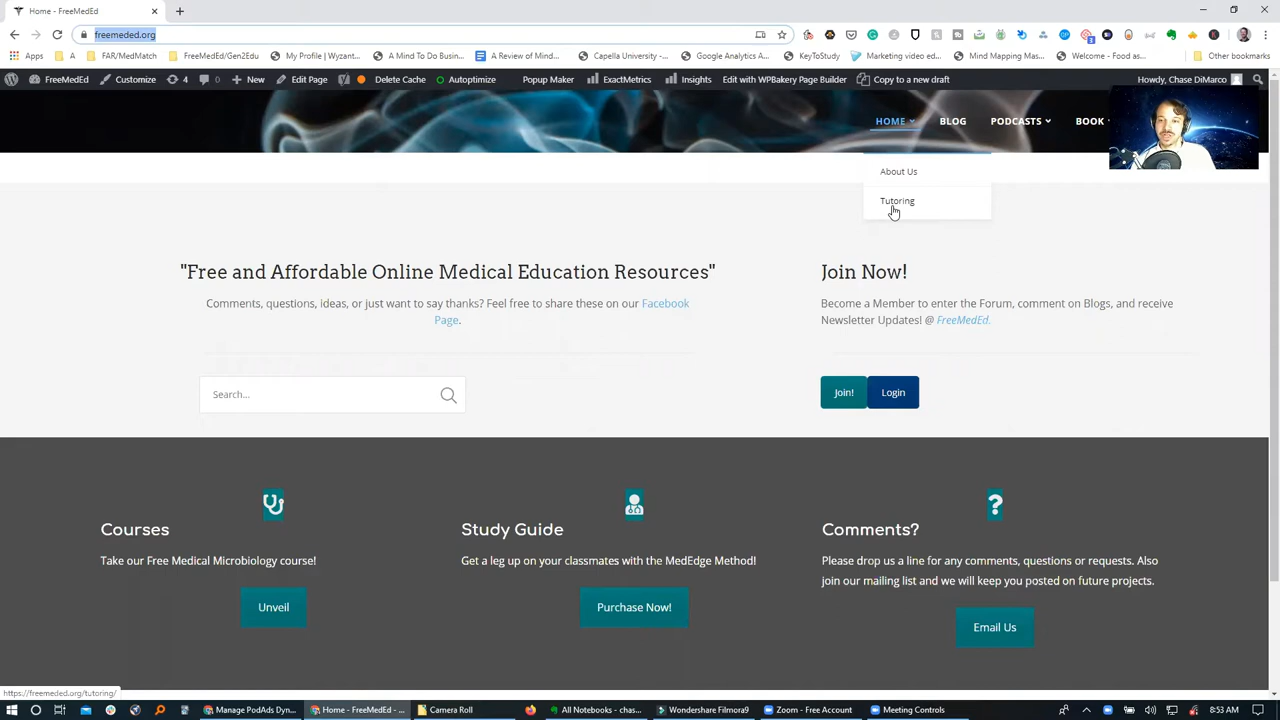 Home - FreeMedEd
freemeded.org
Apps
FAR/MedMatch
FreeMedEd/Gen2Edu
My Profile | Wyzant...
A Mind To Do Busin...
A Review of Mind...
Capella University -...
Google Analytics A...
KeyToStudy
Marketing video ed...
Mind Mapping Mas...
Welcome - Food as...
Other bookmarks
FreeMedEd
Customize
4
0
New
Edit Page
Delete Cache
Autoptimize
Popup Maker
ExactMetrics
Insights
Edit with WPBakery Page Builder
Copy to a new draft
Howdy, Chase DiMarco
HOME
BLOG
PODCASTS
BOOK
About Us
Tutoring
"Free and Affordable Online Medical Education Resources"
Comments, questions, ideas, or just want to say thanks? Feel free to share these on our Facebook
Page.
Search...
Join Now!
Become a Member to enter the Forum, comment on Blogs, and receive
Newsletter Updates! @ FreeMedEd.
Join!
Login
Courses
Take our Free Medical Microbiology course!
Unveil
Study Guide
Get a leg up on your classmates with the MedEdge Method!
Purchase Now!
Comments?
Please drop us a line for any comments, questions or requests. Also
join our mailing list and we will keep you posted on future projects.
Email Us
https://freemeded.org/tutoring/
Manage PodAds Dyn...
Home - FreeMedEd - ...
Camera Roll
All Notebooks - chas...
Wondershare Filmora9
Zoom - Free Account
Meeting Controls
8:53 AM